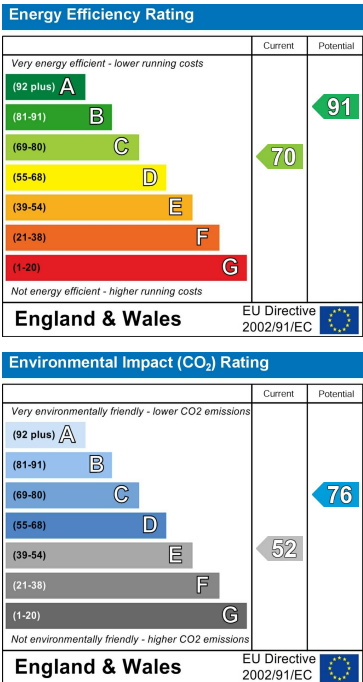 Energy Efficiency Rating
Current Potential
Very energy efficient - lower running costs
(92 plus) A
(81-91) B
91
(69-80) C
70
(55-68) D
(39-54) E
(21-38) F
(1-20) G
Not energy efficient - higher running costs
England & Wales
EU Directive
2002/91/EC
Environmental Impact (CO₂) Rating
Current Potential
Very environmentally friendly - lower CO2 emissions
(92 plus) A
(81-91) B
(69-80) C
76
(55-68) D
(39-54) E
52
(21-38) F
(1-20) G
Not environmentally friendly - higher CO2 emissions
England & Wales
EU Directive
2002/91/EC